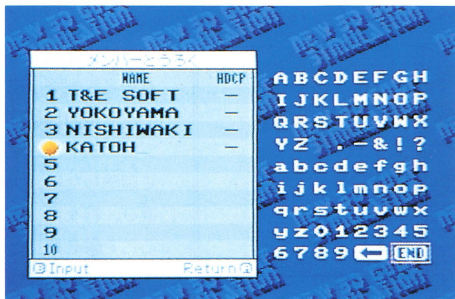 メンバーとうろく
NAME HDCP
1 T&E SOFT —
2 YOKOYAMA —
3 NISHIWAKI —
KATOH_ —
5
6
7
8
9
10
Input Return
ABCDEFGH
IJKLMNOP
QRSTUVWX
YZ .-&!?
abcdefgh
ijklmnop
qrstuvwx
yz012345
6789← END